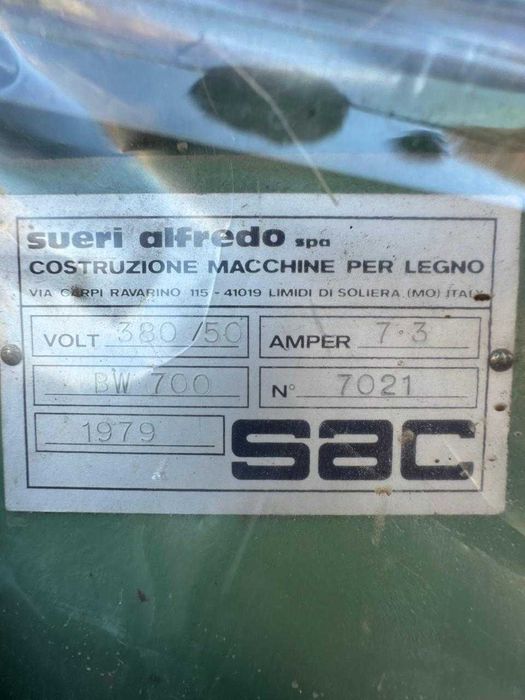 sueri alfredo spa
COSTRUZIONE MACCHINE PER LEGNO
VIA CARPI RAVARINO 115 - 41019 LIMIDI DI SOLIERA (MO) ITALY
VOLT 380/50 AMPER 7.3
BW 700 N° 7021
1979 sac